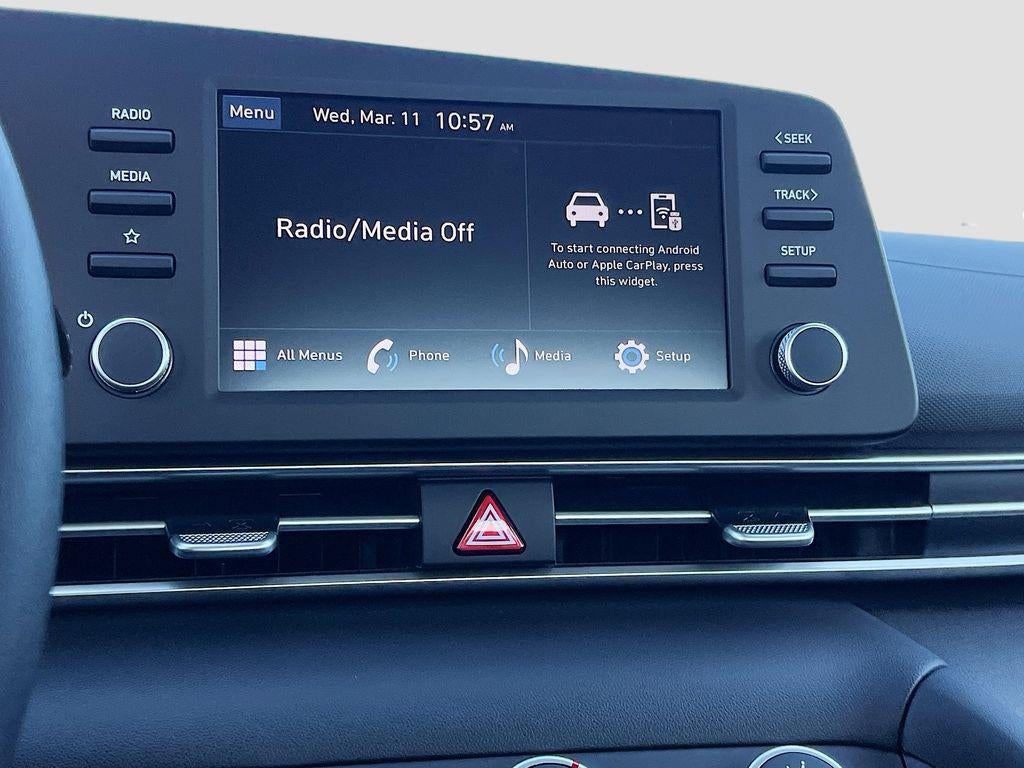 RADIO
MEDIA
Menu
Wed, Mar. 11 10:57 AM
Radio/Media Off
To start connecting Android
Auto or Apple CarPlay, press
this widget.
All Menus
Phone
Media
Setup
<SEEK
TRACK>
SETUP